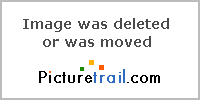 Image was deleted
or was moved
Picturetrail.com